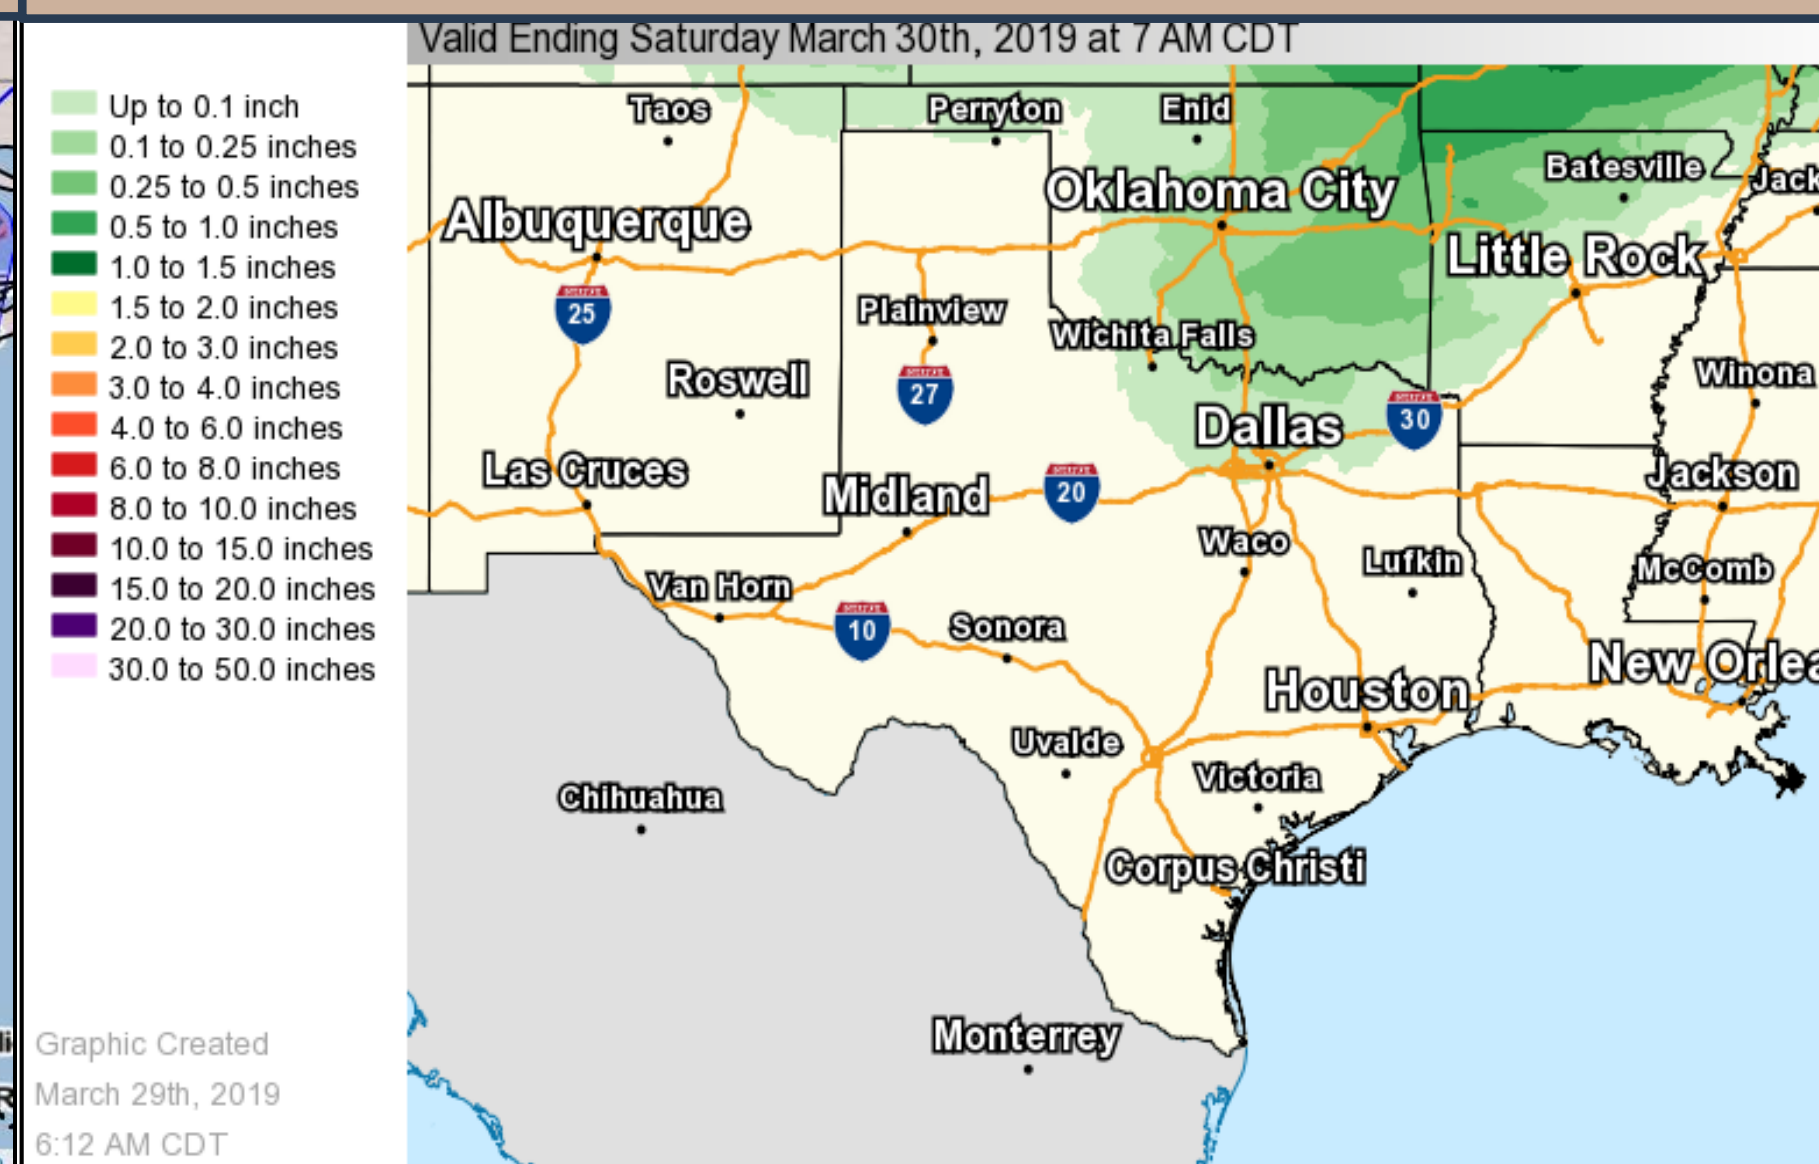 Valid Ending Saturday March 30th, 2019 at 7 AM CDT
Up to 0.1 inch
0.1 to 0.25 inches
0.25 to 0.5 inches
0.5 to 1.0 inches
1.0 to 1.5 inches
1.5 to 2.0 inches
2.0 to 3.0 inches
3.0 to 4.0 inches
4.0 to 6.0 inches
6.0 to 8.0 inches
8.0 to 10.0 inches
10.0 to 15.0 inches
15.0 to 20.0 inches
20.0 to 30.0 inches
30.0 to 50.0 inches
Graphic Created
March 29th, 2019
6:12 AM CDT
Taos
Perryton
Enid
Batesville
Jack
Oklahoma City
Albuquerque
Little Rock
25
Plainview
Wichita Falls
Roswell
27
Winona
30
Dallas
Las Cruces
Midland
20
Jackson
Waco
Lufkin
McComb
Van Horn
10
Sonora
New Orlea
Houston
Uvalde
Victoria
Chihuahua
Corpus Christi
Monterrey